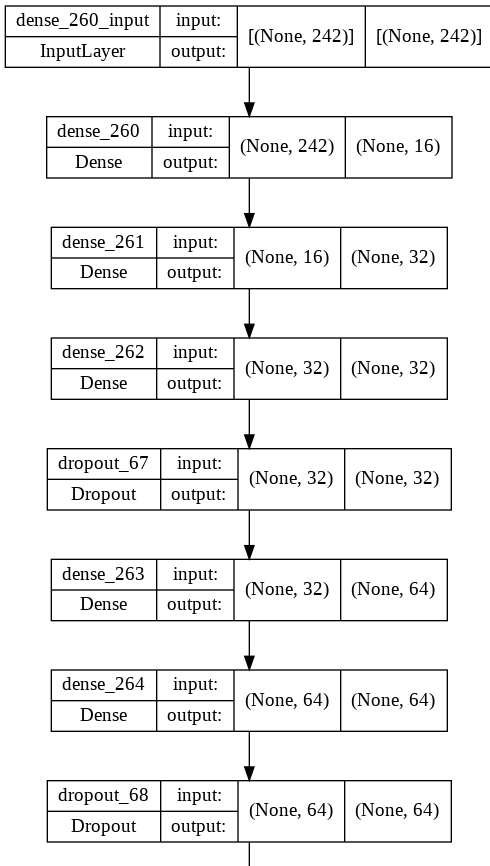 dense_260_input input: [(None, 242)] [(None, 242)]
InputLayer output:
dense_260 input: (None, 242) (None, 16)
Dense output:
dense_261 input: (None, 16) (None, 32)
Dense output:
dense_262 input: (None, 32) (None, 32)
Dense output:
dropout_67 input: (None, 32) (None, 32)
Dropout output:
dense_263 input: (None, 32) (None, 64)
Dense output:
dense_264 input: (None, 64) (None, 64)
Dense output:
dropout_68 input: (None, 64) (None, 64)
Dropout output: